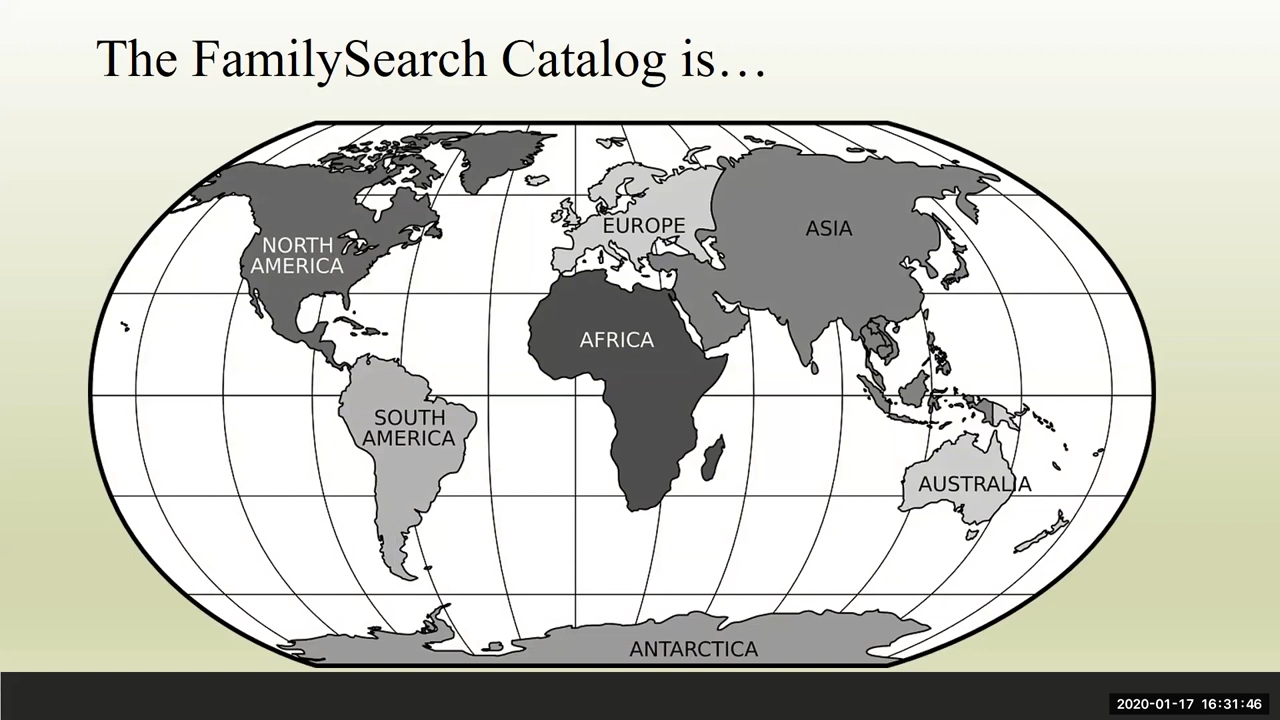 The FamilySearch Catalog is…
NORTH
AMERICA
EUROPE
ASIA
AFRICA
SOUTH
AMERICA
AUSTRALIA
ANTARCTICA
2020-01-17 16:31:46